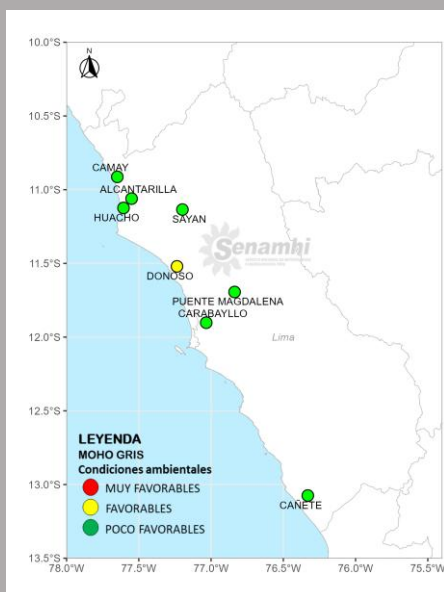 N
10.0°S
10.5°S
11.0°S
11.5°S
12.0°S
12.5°S
13.0°S
13.5°S
CAMAY
ALCANTARILLA
HUACHO
SAYAN
Senamhi
DONOSO
PUENTE MAGDALENA
CARABAYLLO
Lima
CAÑETE
LEYENDA
MOHO GRIS
Condiciones ambientales
MUY FAVORABLES
FAVORABLES
POCO FAVORABLES
78.0°W 77.5°W 77.0°W 76.5°W 76.0°W 75.5°W